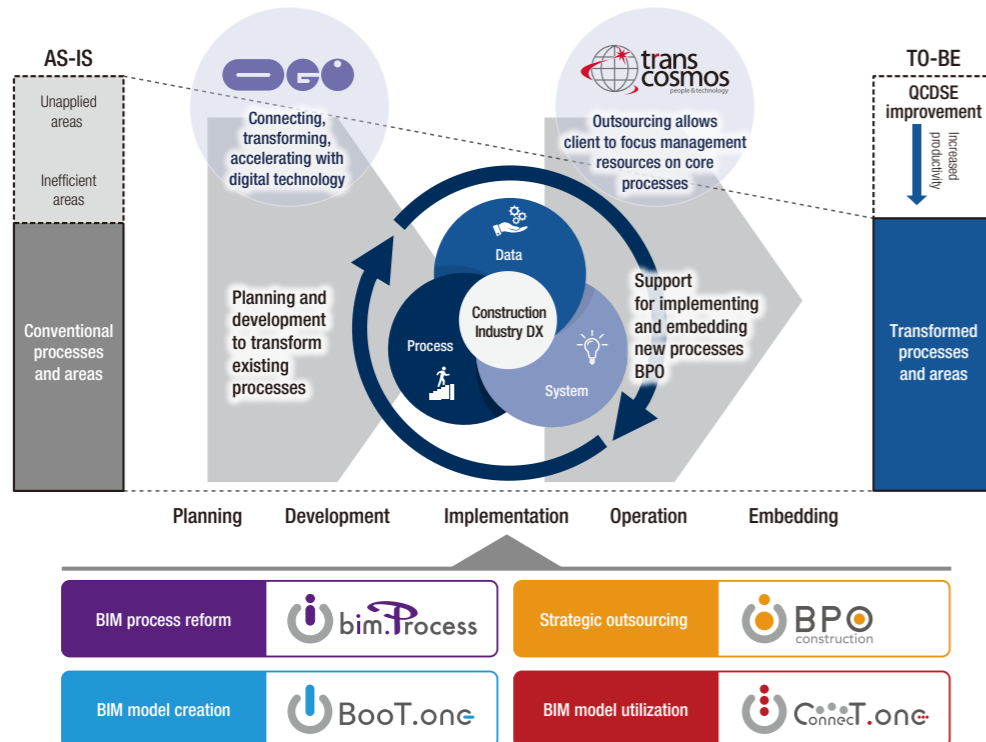 AS-IS
Unapplied
areas
Inefficient
areas
Conventional
processes
and areas
OGI
Connecting,
transforming,
accelerating with
digital technology
trans
cosmos
people & technology
Outsourcing allows
client to focus management
resources on core
processes
TO-BE
QCDSE
improvement
Increased
productivity
Transformed
processes
and areas
Planning and
development
to transform
existing
processes
Data
Process
System
Construction
Industry DX
Support
for implementing
and embedding
new processes
BPO
Planning
Development
Implementation
Operation
Embedding
BIM process reform
bim.Process
Strategic outsourcing
BPO
construction
BIM model creation
BooT.one
BIM model utilization
ConnecT.one